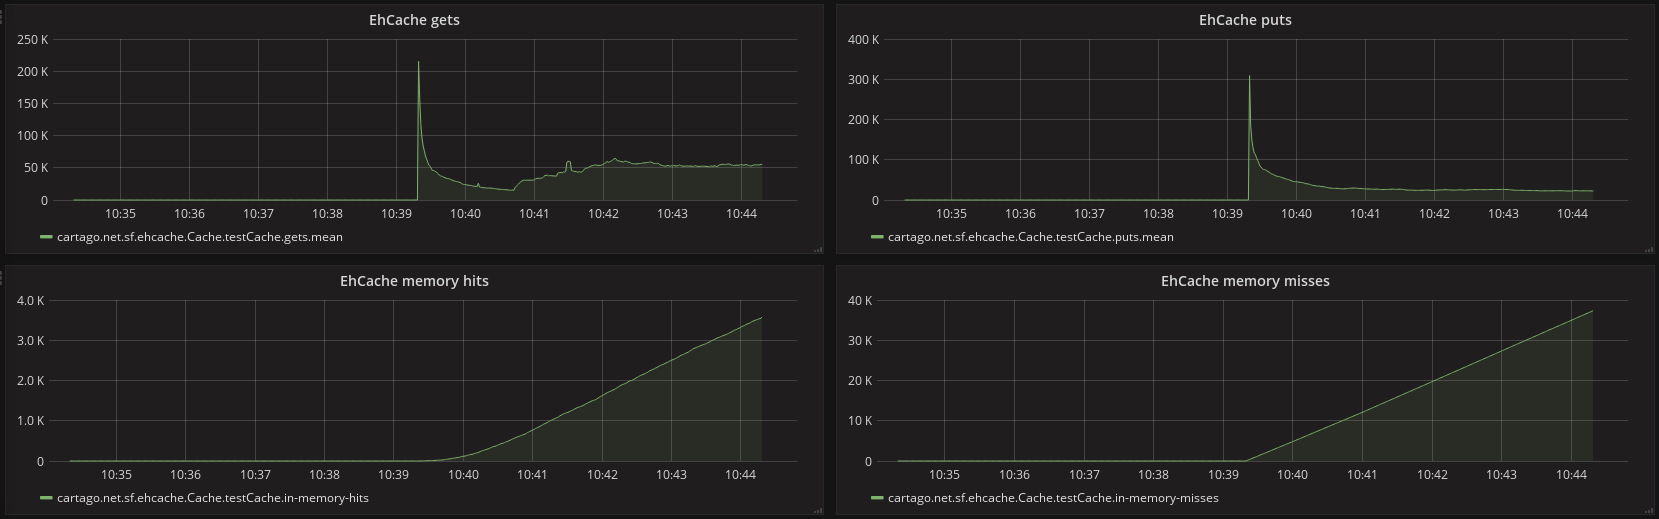 EhCache gets
250 K
200 K
150 K
100 K
50 K
0
10:35 10:36 10:37 10:38 10:39 10:40 10:41 10:42 10:43 10:44
cartago.net.sf.ehcache.Cache.testCache.gets.mean
EhCache puts
400 K
300 K
200 K
100 K
0
10:35 10:36 10:37 10:38 10:39 10:40 10:41 10:42 10:43 10:44
cartago.net.sf.ehcache.Cache.testCache.puts.mean
EhCache memory hits
4.0 K
3.0 K
2.0 K
1.0 K
0
10:35 10:36 10:37 10:38 10:39 10:40 10:41 10:42 10:43 10:44
cartago.net.sf.ehcache.Cache.testCache.in-memory-hits
EhCache memory misses
40 K
30 K
20 K
10 K
0
10:35 10:36 10:37 10:38 10:39 10:40 10:41 10:42 10:43 10:44
cartago.net.sf.ehcache.Cache.testCache.in-memory-misses